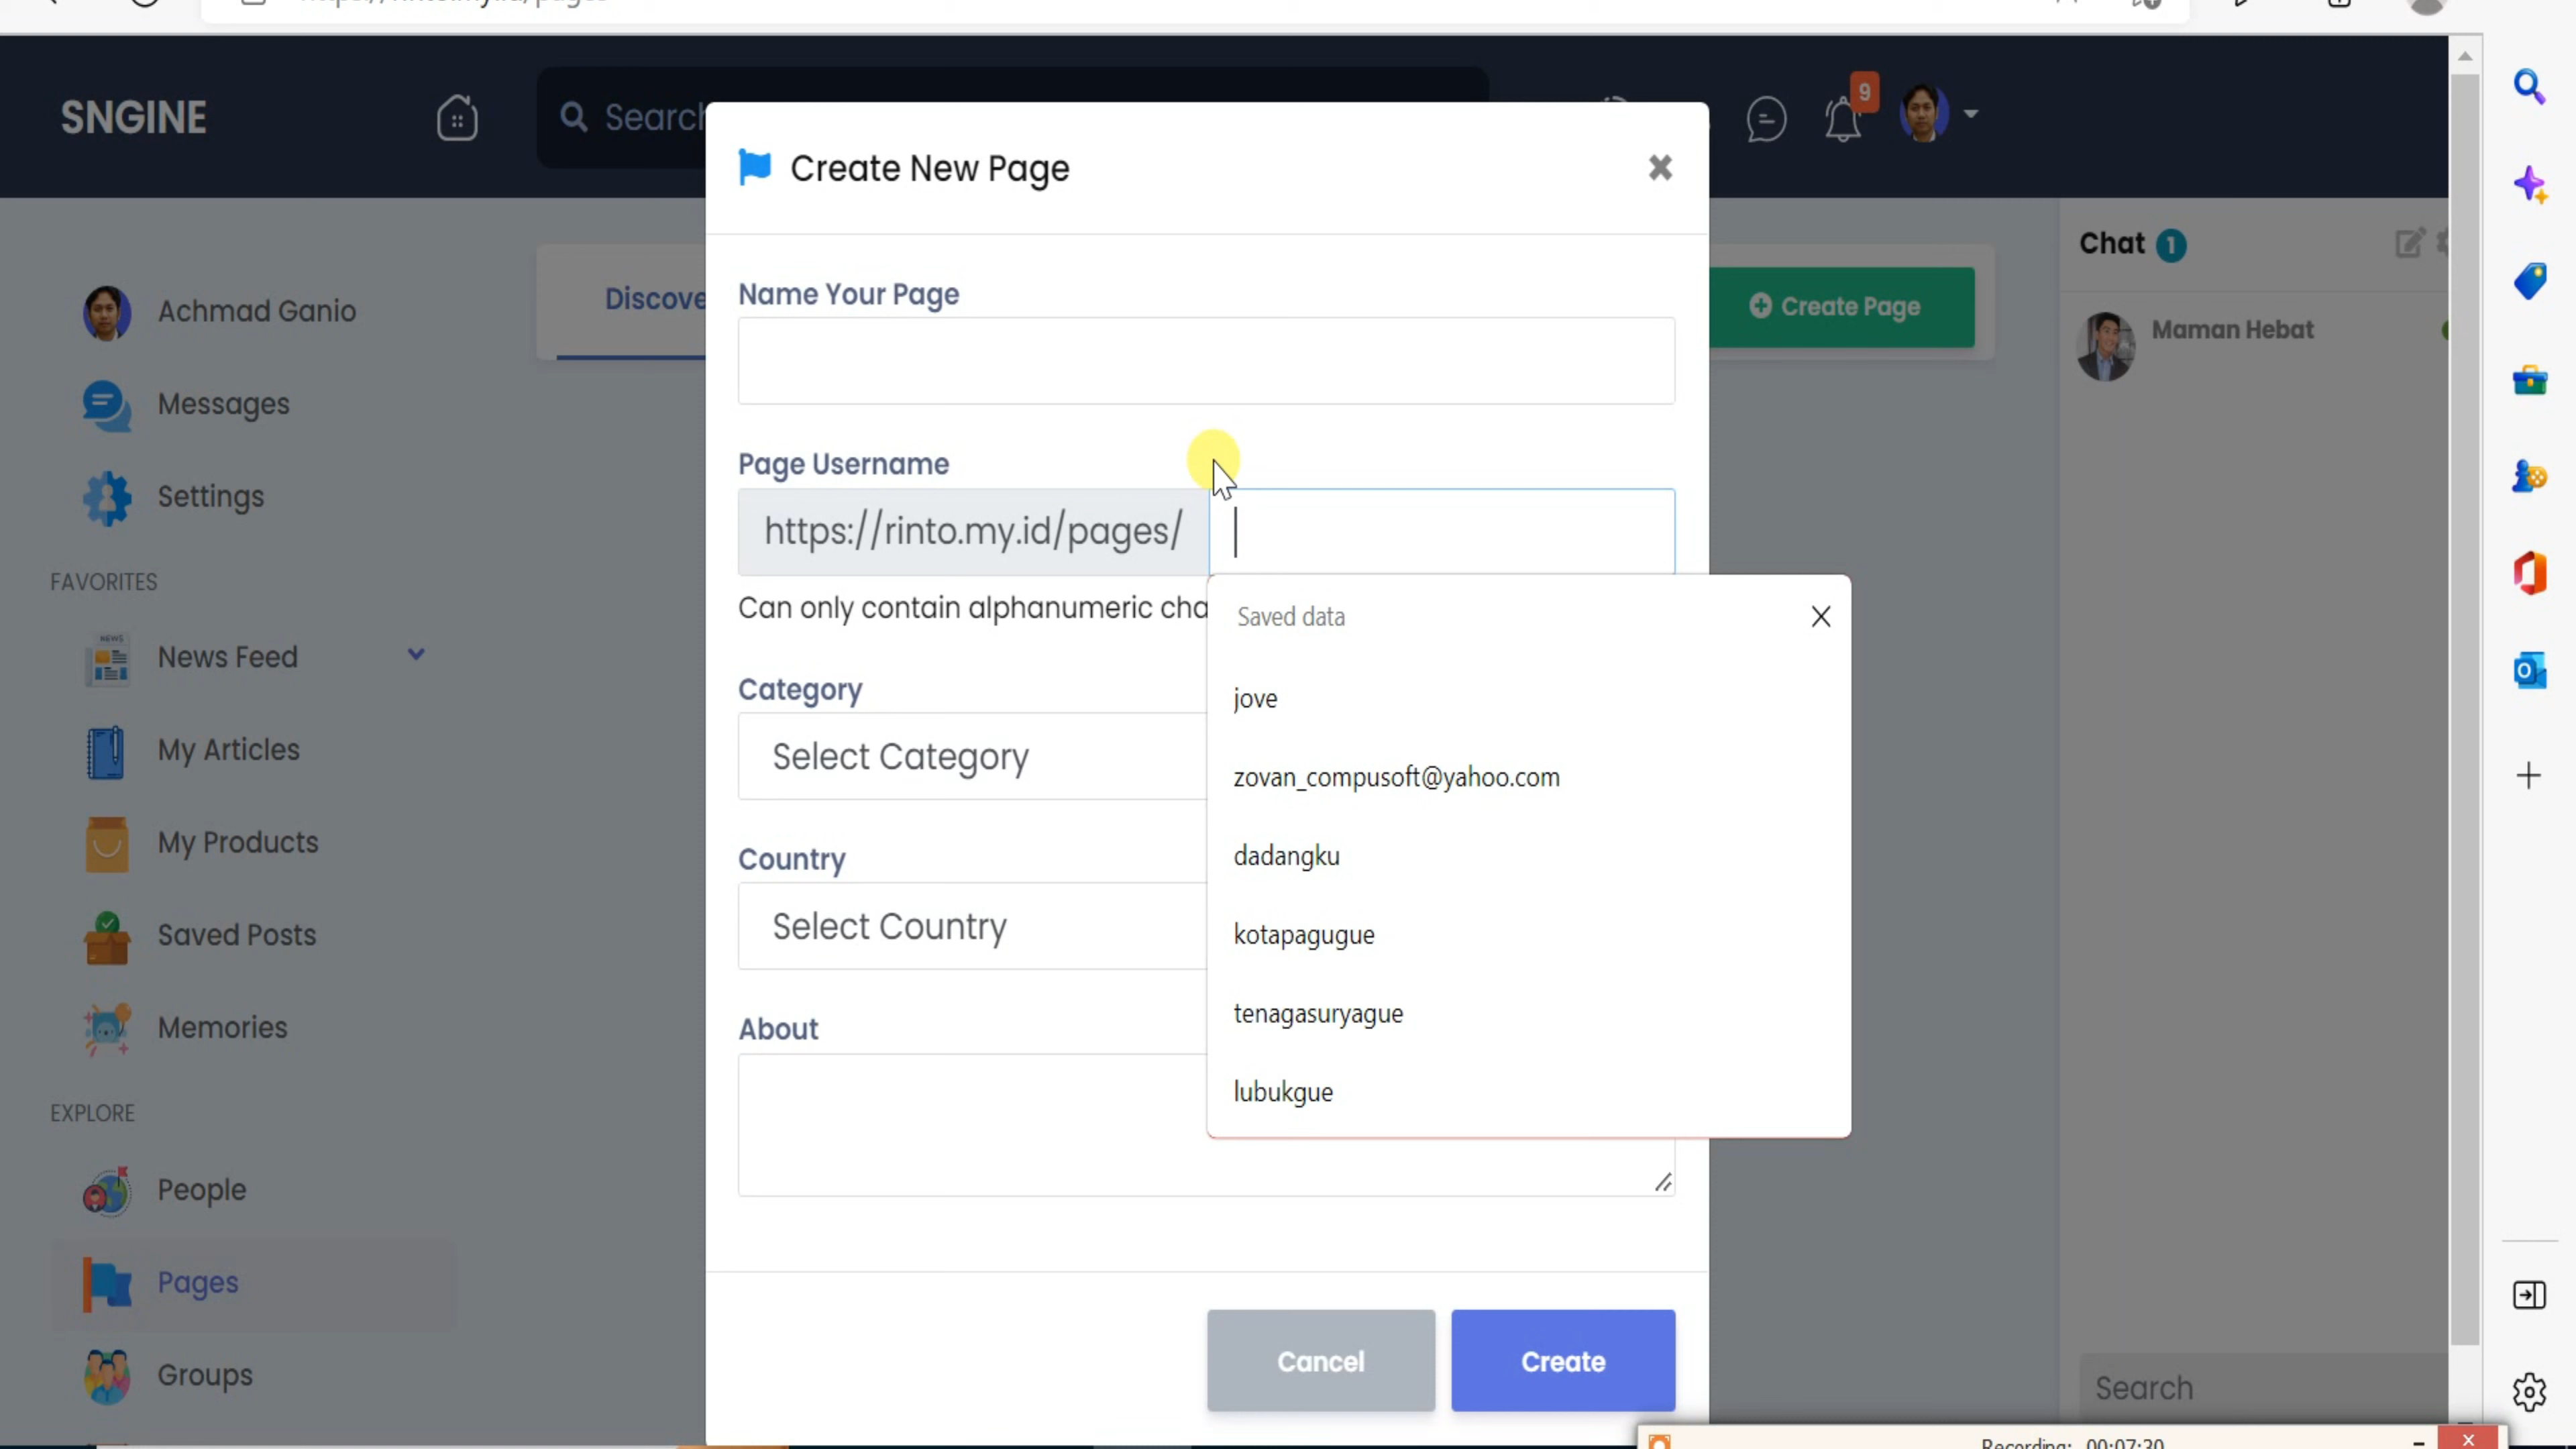 SNGINE
Search
9
Create New Page
Achmad Ganio
Messages
Settings
FAVORITES
News Feed
NEWS
My Articles
My Products
Saved Posts
Memories
EXPLORE
People
Pages
Groups
Discove
Name Your Page
Page Username
https://rinto.my.id/pages/
Can only contain alphanumeric cha
Category
Select Category
Country
Select Country
About
Saved data
jove
zovan_compusoft@yahoo.com
dadangku
kotapagugue
tenagasuryague
lubukgue
Cancel
Create
Create Page
Chat 1
Maman Hebat
Search
Recording: 00:07:30